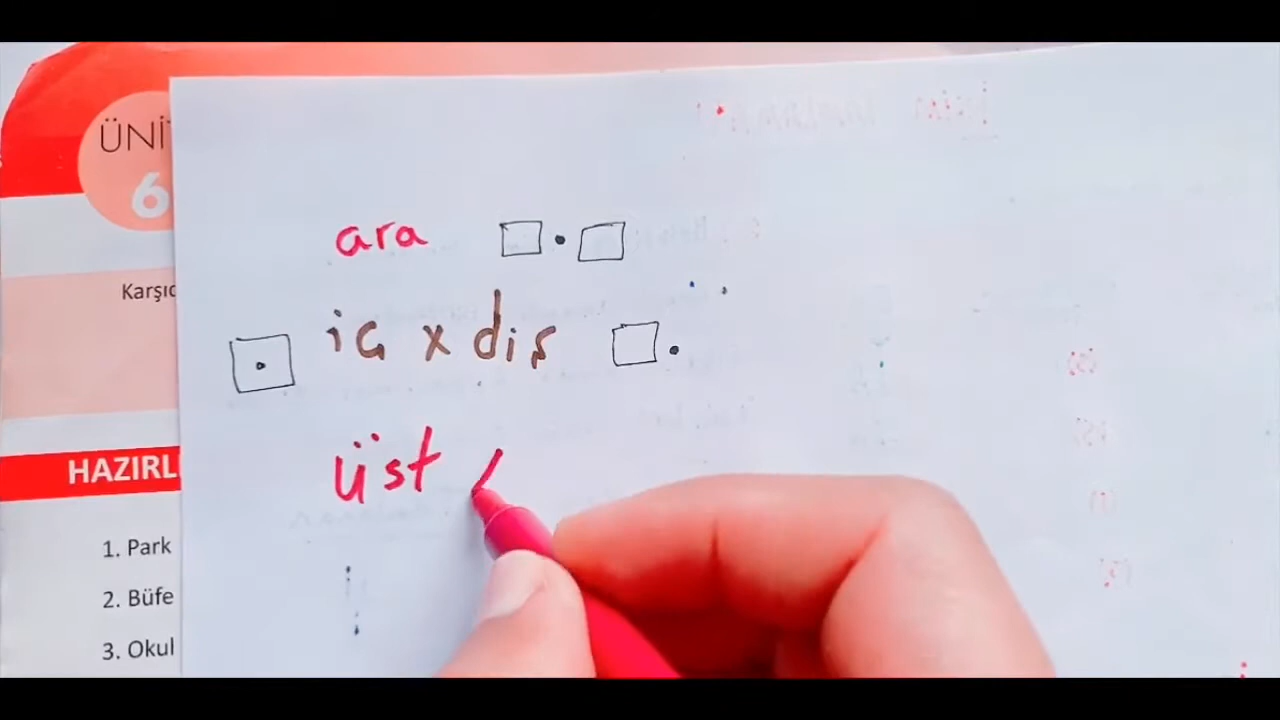 ÜNİ
6
ara
Karşıd
iç x dış
üst
HAZIRL
1. Park
2. Büfe
3. Okul